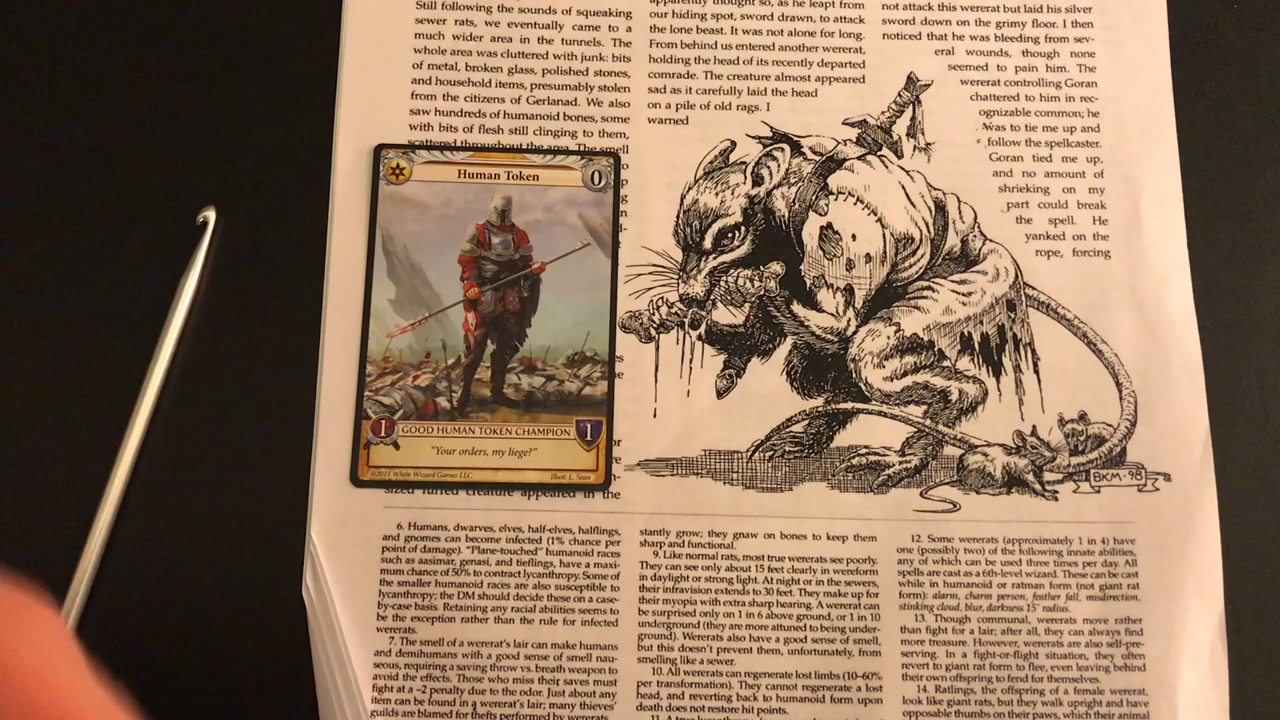 Still following the sounds of squeaking
sewer rats, we eventually came to a
much wider area in the tunnels. The
whole area was cluttered with junk: bits
of metal, broken glass, polished stones,
and household items, presumably stolen
from the citizens of Gerlanad. We also
saw hundreds of humanoid bones, some
with bits of flesh still clinging to them,
scattered throughout the area. The smell
sized furred creature appeared in the
apparently thought so, as he leapt from
our hiding spot, sword drawn, to attack
the lone beast. It was not alone for long.
From behind us entered another wererat,
holding the head of its recently departed
comrade. The creature almost appeared
sad as it carefully laid the head
on a pile of old rags. I
warned
not attack this wererat but laid his silver
sword down on the grimy floor. I then
noticed that he was bleeding from sev-
eral wounds, though none
seemed to pain him. The
wererat controlling Goran
chattered to him in rec-
ognizable common; he
was to tie me up and
follow the spellcaster.
Goran tied me up,
and no amount of
shrieking on my
part could break
the spell. He
yanked on the
rope, forcing
Human Token
0
1
GOOD HUMAN TOKEN CHAMPION
1
"Your orders, my liege?"
©2015 White Wizard Games LLC
Illust. L. Sean
BKM·98
6. Humans, dwarves, elves, half-elves, halflings,
and gnomes can become infected (1% chance per
point of damage). "Plane-touched" humanoid races
such as aasimar, genasi, and tieflings, have a maxi-
mum chance of 50% to contract lycanthropy. Some of
the smaller humanoid races are also susceptible to
lycanthropy; the DM should decide these on a case-
by-case basis. Retaining any racial abilities seems to
be the exception rather than the rule for infected
wererats.
7. The smell of a wererat's lair can make humans
and demihumans with a good sense of smell nau-
seous, requiring a saving throw vs. breath weapon to
avoid the effects. Those who miss their saves must
fight at a –2 penalty due to the odor. Just about any
item can be found in a wererat's lair; many thieves'
guilds are blamed for thefts performed by wererats.
stantly grow; they gnaw on bones to keep them
sharp and functional.
9. Like normal rats, most true wererats see poorly.
They can see only about 15 feet clearly in wereform
in daylight or strong light. At night or in the sewers,
their infravision extends to 30 feet. They make up for
their myopia with extra sharp hearing. A wererat can
be surprised only on 1 in 6 above ground, or 1 in 10
underground (they are more attuned to being under-
ground). Wererats also have a good sense of smell,
but this doesn't prevent them, unfortunately, from
smelling like a sewer.
10. All wererats can regenerate lost limbs (10–60%
per transformation). They cannot regenerate a lost
head, and reverting back to humanoid form upon
death does not restore hit points.
12. Some wererats (approximately 1 in 4) have
one (possibly two) of the following innate abilities,
any of which can be used three times per day. All
spells are cast as a 6th-level wizard. These can be cast
while in humanoid or ratman form (not giant rat
form): alarm, charm person, feather fall, misdirection,
stinking cloud, blur, darkness 15' radius.
13. Though communal, wererats move rather
than fight for a lair; after all, they can always find
more treasure. However, wererats are also self-pre-
serving. In a fight-or-flight situation, they often
revert to giant rat form to flee, even leaving behind
their own offspring to fend for themselves.
14. Ratlings, the offspring of a female wererat,
look like giant rats, but they walk upright and have
opposable thumbs on their paws, which their animal